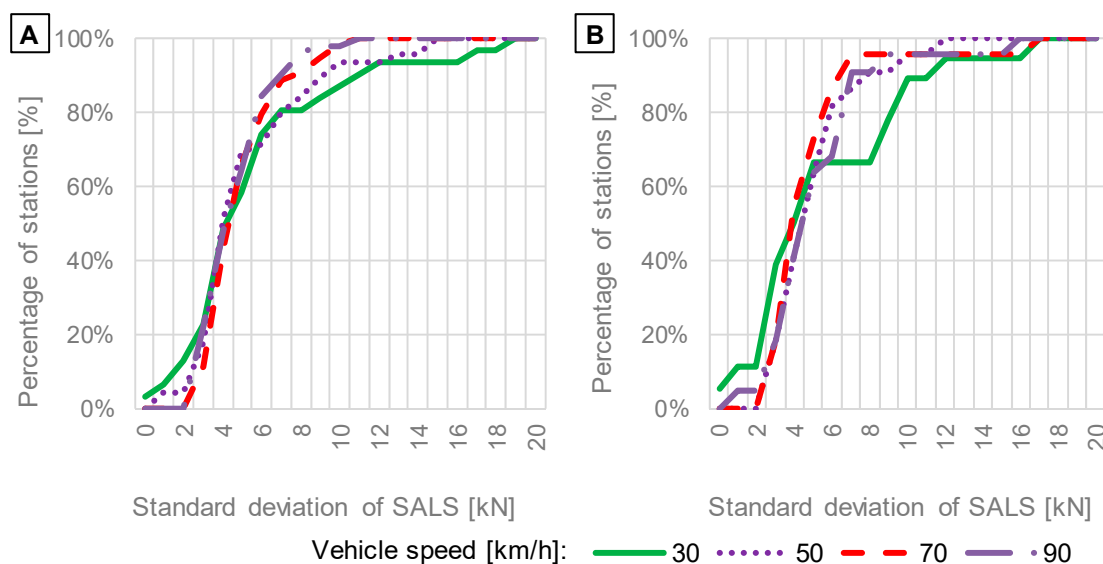 A
B
Percentage of stations [%]
100%
80%
60%
40%
20%
0%
0 2 4 6 8 10 12 14 16 18 20
Standard deviation of SALS [kN]
Percentage of stations [%]
100%
80%
60%
40%
20%
0%
0 2 4 6 8 10 12 14 16 18 20
Standard deviation of SALS [kN]
Vehicle speed [km/h]: 30 50 70 90